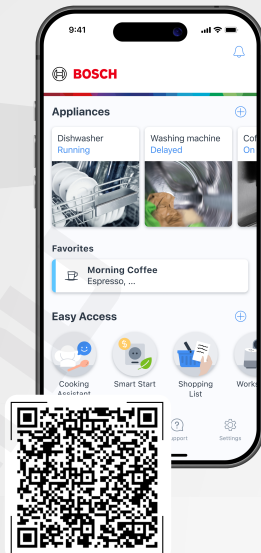 9:41
BOSCH
Appliances
Dishwasher
Running
Washing machine
Delayed
Cof
On
Favorites
Morning Coffee
Espresso, ...
Easy Access
Cooking
Assistant
Smart Start
Shopping
List
Works
pport
Settings